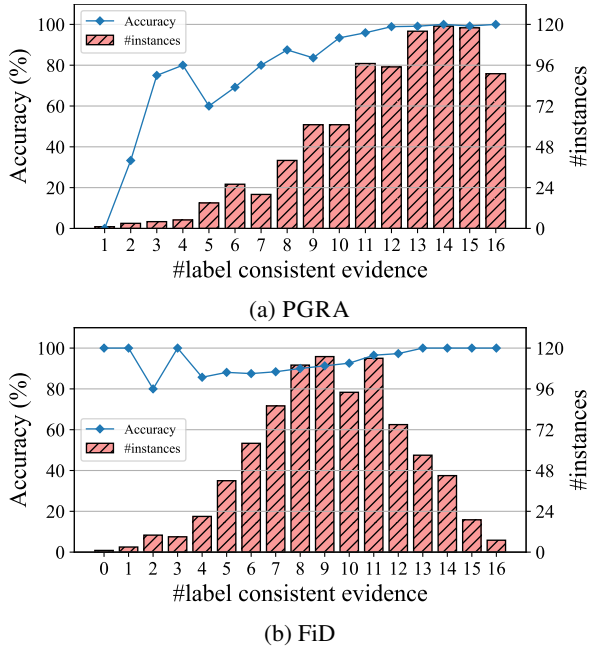 100
80
60
40
20
0
Accuracy (%)
Accuracy
#instances
120
96
72
48
24
0
#instances
1 2 3 4 5 6 7 8 9 10 11 12 13 14 15 16
#label consistent evidence
(a) PGRA
100
80
60
40
20
0
Accuracy (%)
Accuracy
#instances
120
96
72
48
24
0
#instances
0 1 2 3 4 5 6 7 8 9 10 11 12 13 14 15 16
#label consistent evidence
(b) FiD